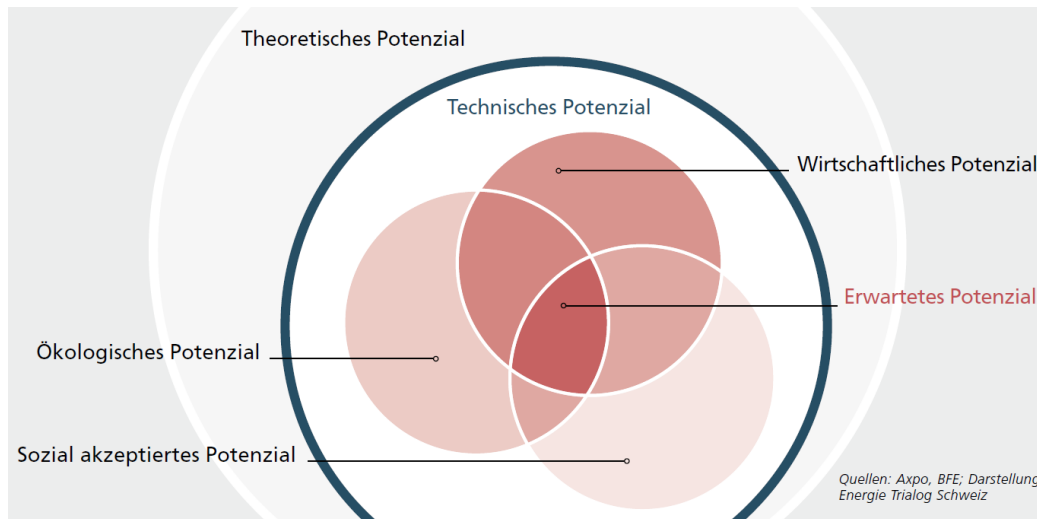 Theoretisches Potenzial
Technisches Potenzial
Wirtschaftliches Potenzial
Erwartetes Potenzial
Ökologisches Potenzial
Sozial akzeptiertes Potenzial
Quellen: Axpo, BFE; Darstellung
Energie Trialog Schweiz